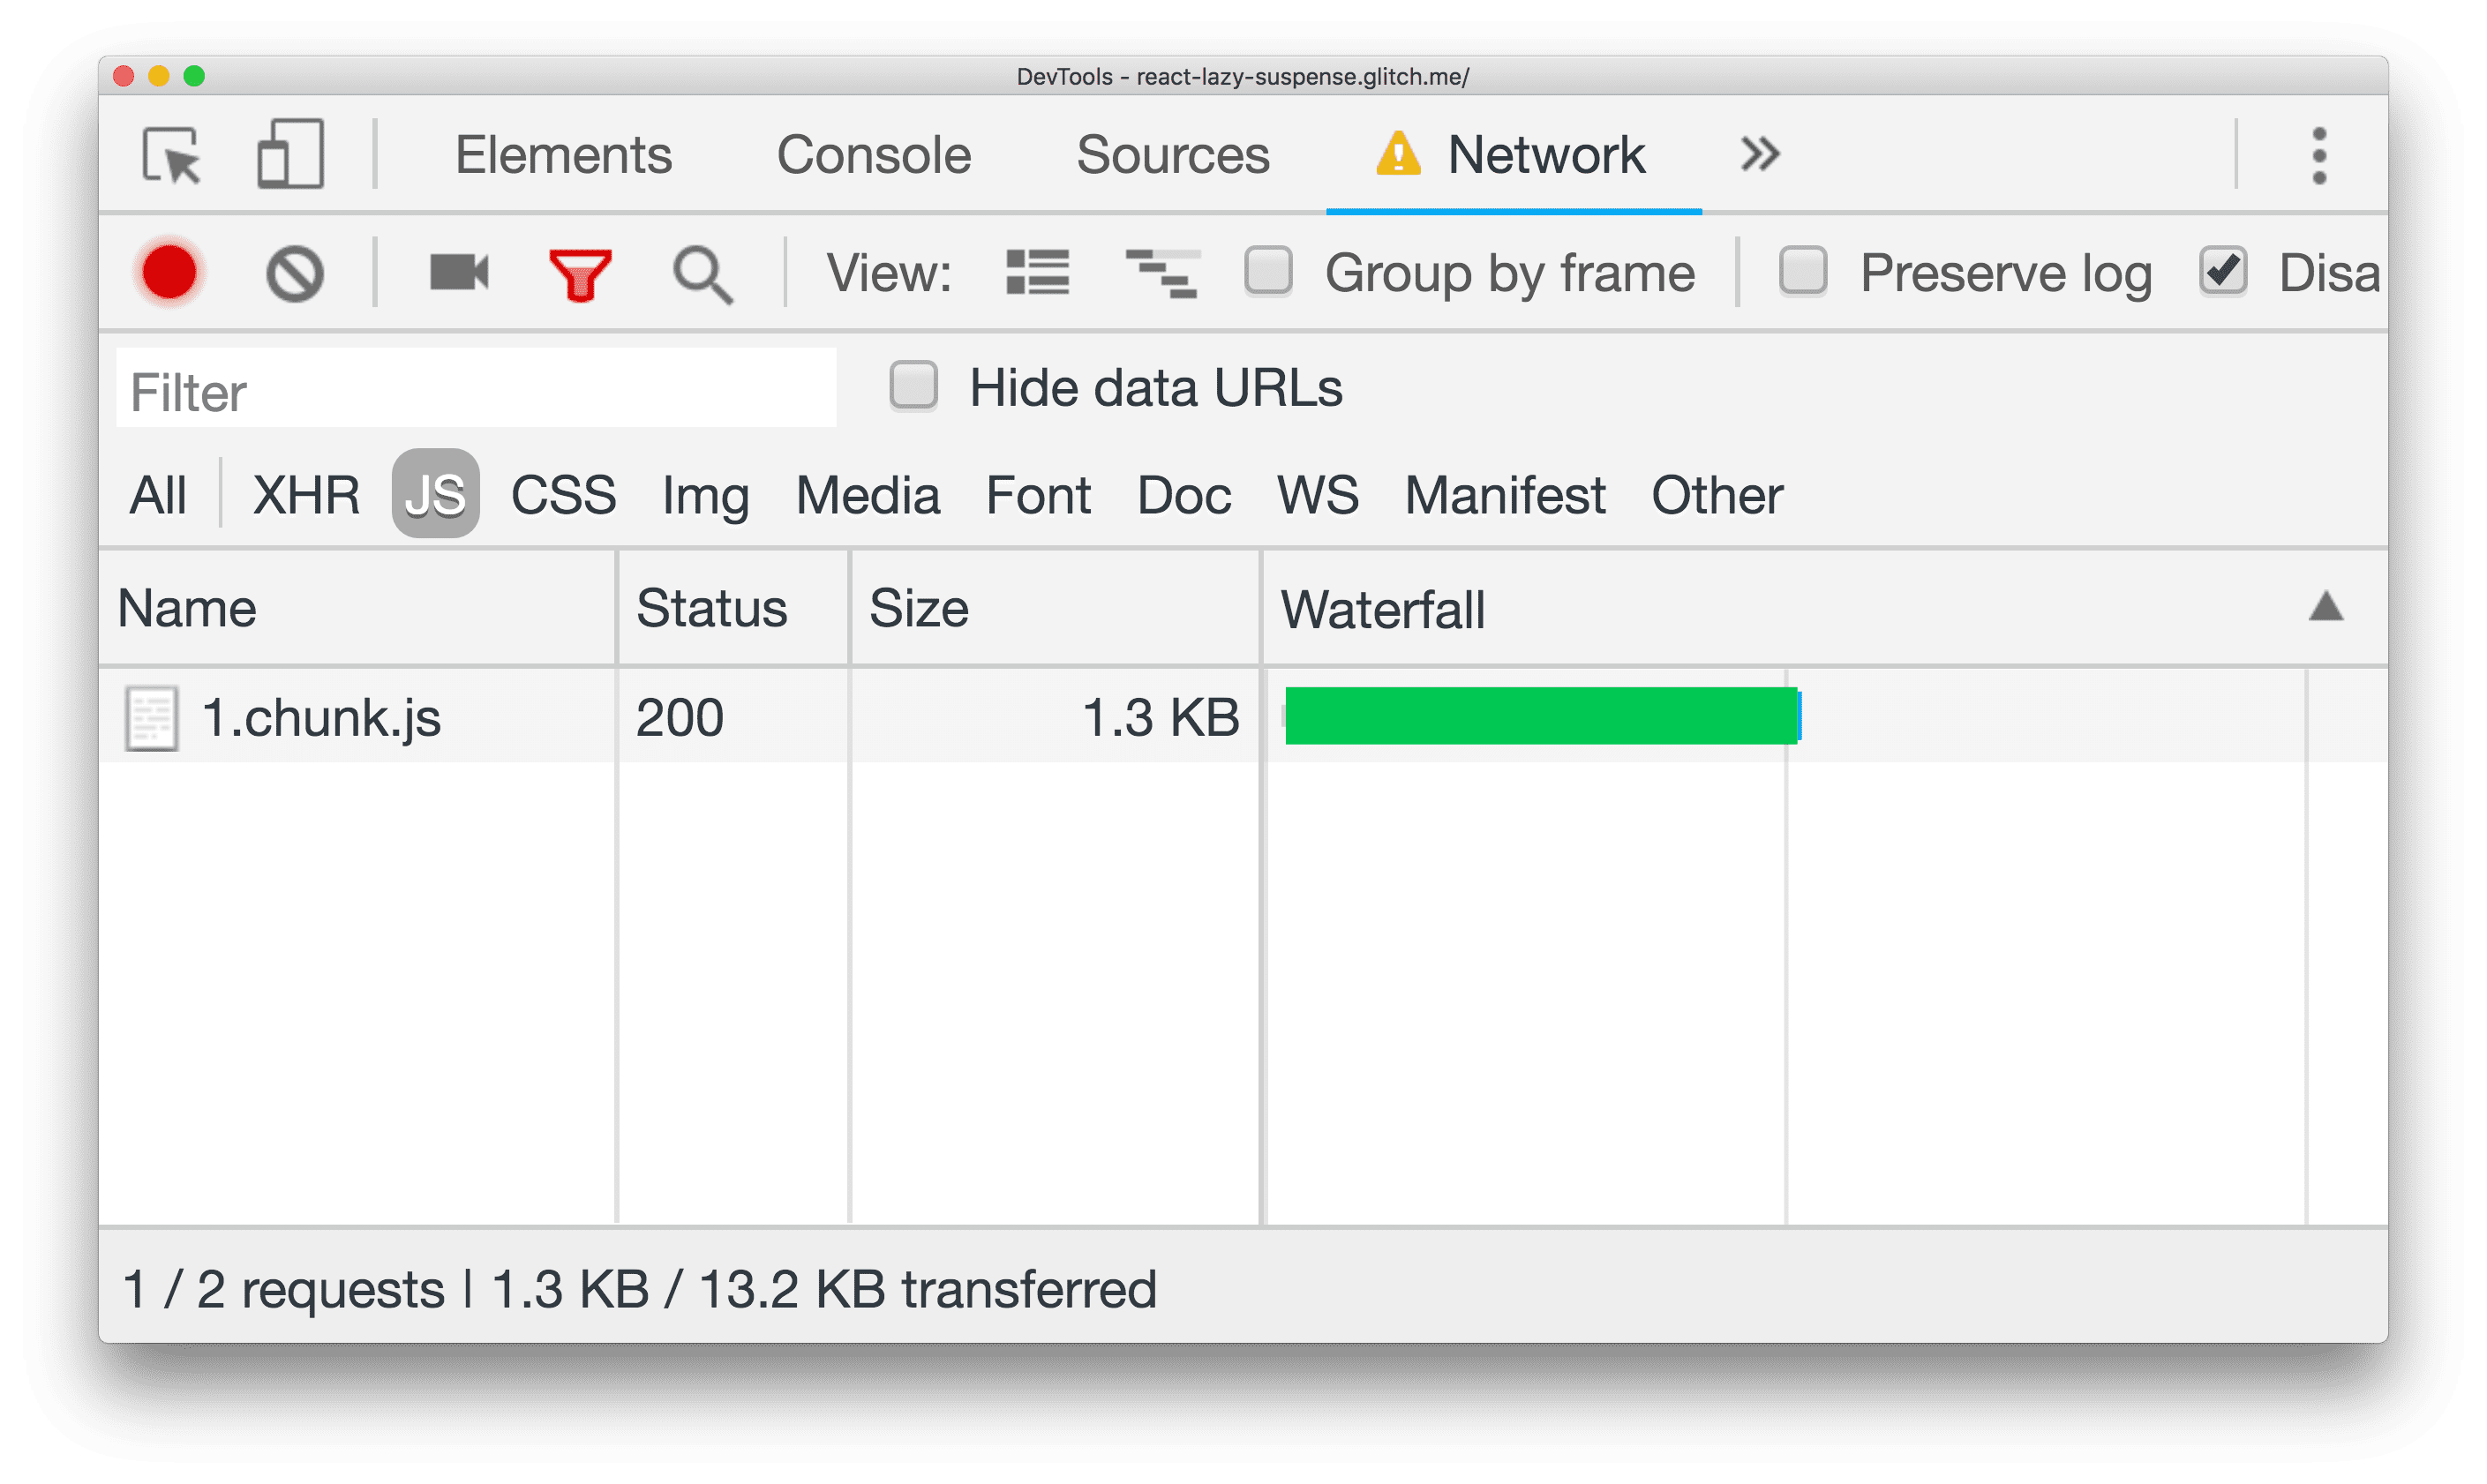 DevTools - react-lazy-suspense.glitch.me/
Elements Console Sources Network
View: Group by frame Preserve log Disa
Filter Hide data URLs
All XHR JS CSS Img Media Font Doc WS Manifest Other
Name Status Size Waterfall
1.chunk.js 200 1.3 KB
1 / 2 requests | 1.3 KB / 13.2 KB transferred